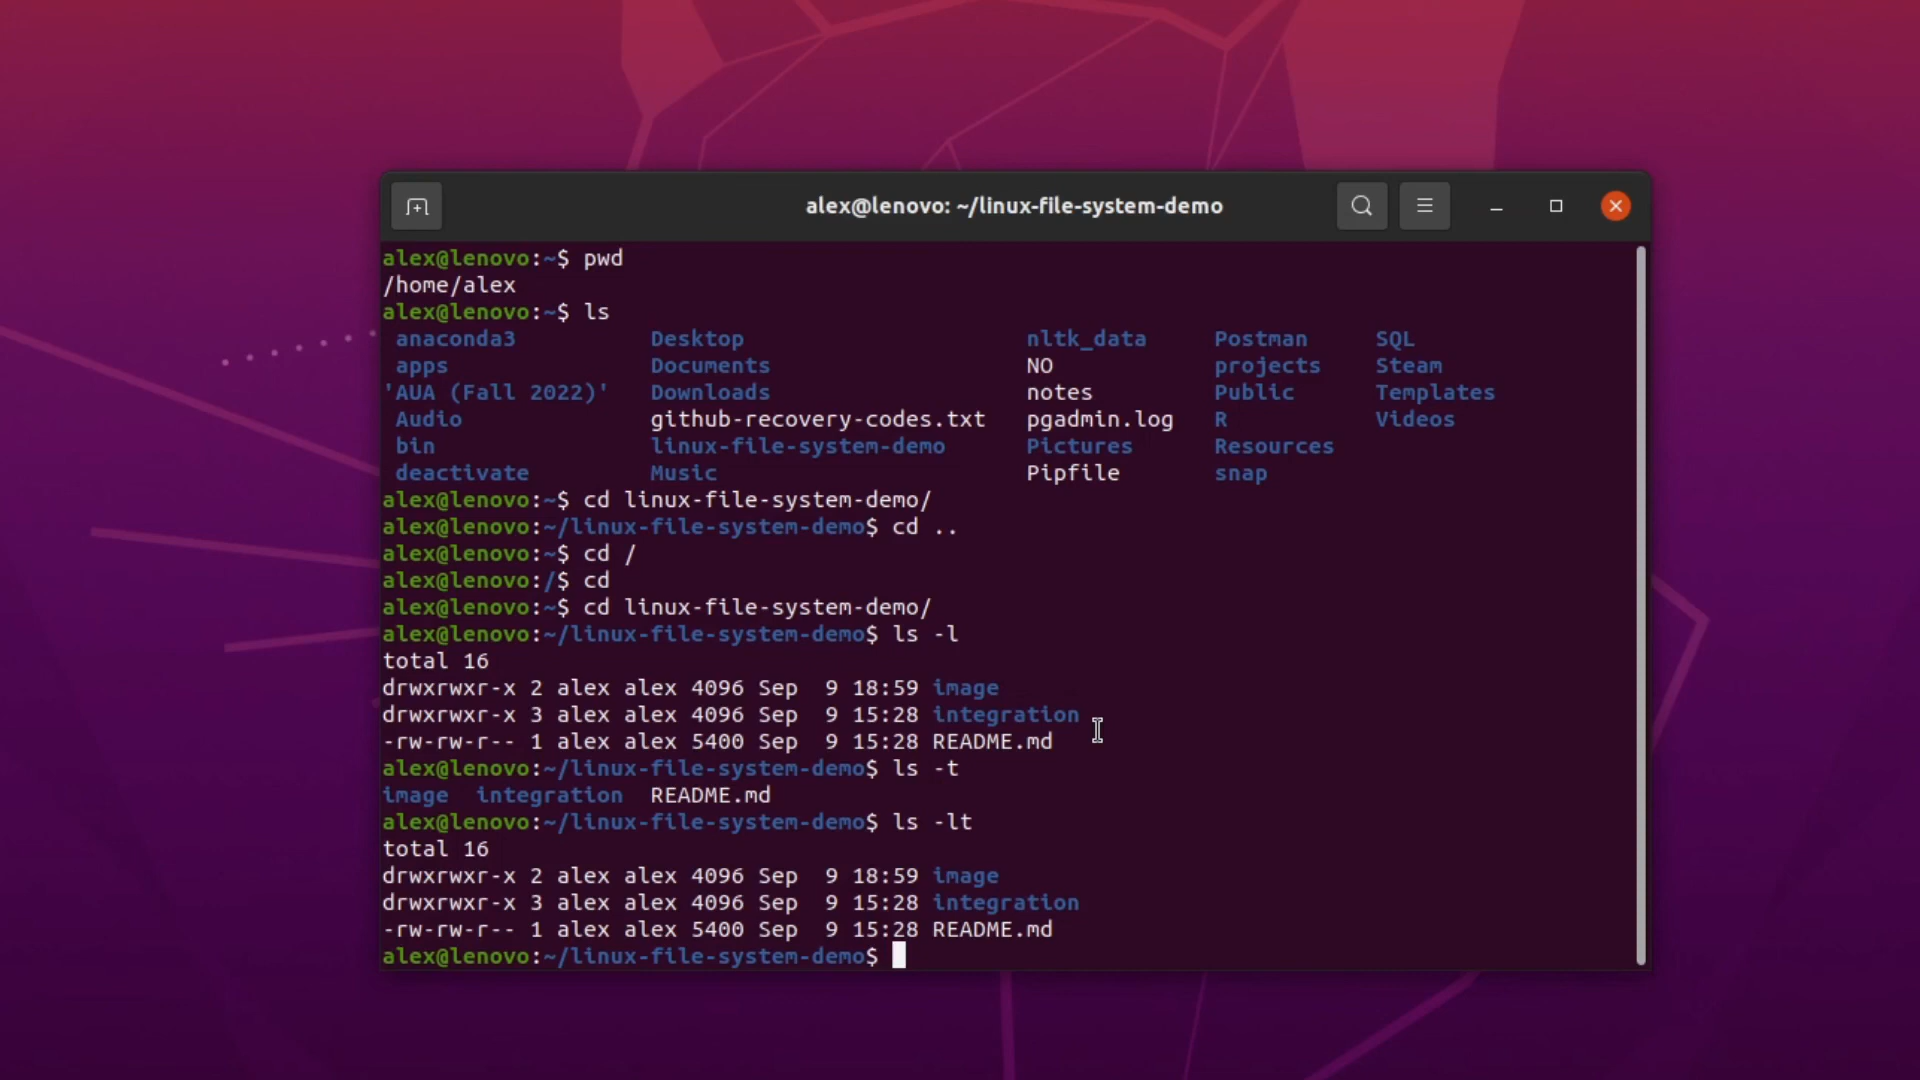 alex@lenovo: ~/linux-file-system-demo
alex@lenovo:~$ pwd
/home/alex
alex@lenovo:~$ ls
anaconda3 Desktop nltk_data Postman SQL
apps Documents NO projects Steam
'AUA (Fall 2022)' Downloads notes Public Templates
Audio github-recovery-codes.txt pgadmin.log R Videos
bin linux-file-system-demo Pictures Resources
deactivate Music Pipfile snap
alex@lenovo:~$ cd linux-file-system-demo/
alex@lenovo:~/linux-file-system-demo$ cd ..
alex@lenovo:~$ cd /
alex@lenovo:/$ cd
alex@lenovo:~$ cd linux-file-system-demo/
alex@lenovo:~/linux-file-system-demo$ ls -l
total 16
drwxrwxr-x 2 alex alex 4096 Sep  9 18:59 image
drwxrwxr-x 3 alex alex 4096 Sep  9 15:28 integration
-rw-rw-r-- 1 alex alex 5400 Sep  9 15:28 README.md
alex@lenovo:~/linux-file-system-demo$ ls -t
image integration README.md
alex@lenovo:~/linux-file-system-demo$ ls -lt
total 16
drwxrwxr-x 2 alex alex 4096 Sep  9 18:59 image
drwxrwxr-x 3 alex alex 4096 Sep  9 15:28 integration
-rw-rw-r-- 1 alex alex 5400 Sep  9 15:28 README.md
alex@lenovo:~/linux-file-system-demo$